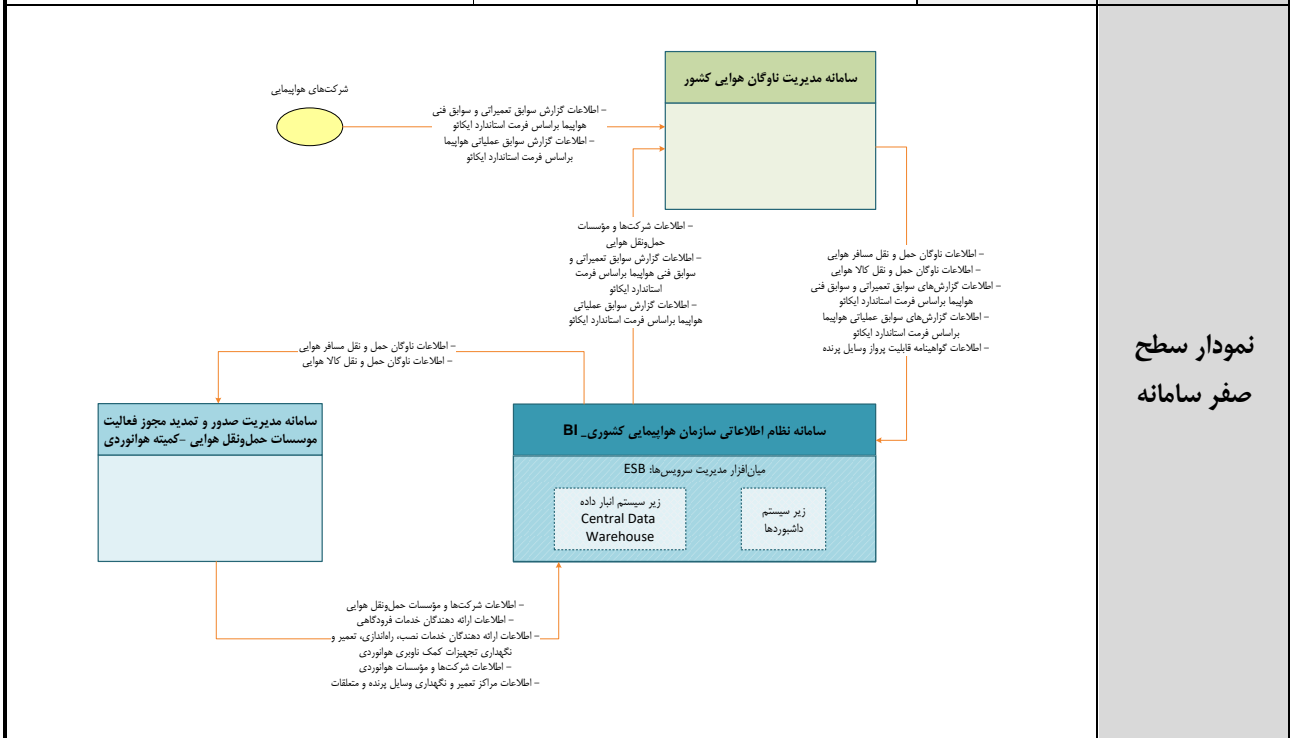 نمودار سطح
صفر سامانه
سامانه مدیریت ناوگان هوایی کشور
شرکت‌های هواپیمایی
- اطلاعات گزارش سوابق تعمیراتی و سوابق فنی
هواپیما براساس فرمت استاندارد ایکائو
- اطلاعات گزارش سوابق عملیاتی هواپیما
براساس فرمت استاندارد ایکائو
- اطلاعات شرکت‌ها و مؤسسات
حمل‌ونقل هوایی
- اطلاعات گزارش سوابق تعمیراتی و
سوابق فنی هواپیما براساس فرمت
استاندارد ایکائو
- اطلاعات گزارش سوابق عملیاتی
هواپیما براساس فرمت استاندارد ایکائو
- اطلاعات ناوگان حمل و نقل مسافر هوایی
- اطلاعات ناوگان حمل و نقل کالا هوایی
- اطلاعات گزارش‌های سوابق تعمیراتی و سوابق فنی
هواپیما براساس فرمت استاندارد ایکائو
- اطلاعات گزارش‌های سوابق عملیاتی هواپیما
براساس فرمت استاندارد ایکائو
- اطلاعات گواهینامه قابلیت پرواز وسایل پرنده
- اطلاعات ناوگان حمل و نقل مسافر هوایی
- اطلاعات ناوگان حمل و نقل کالا هوایی
سامانه نظام اطلاعاتی سازمان هواپیمایی کشوری_ BI
میان‌افزار مدیریت سرویس‌ها: ESB
زیر سیستم
داشبوردها
زیر سیستم انبار داده
Central Data
Warehouse
سامانه مدیریت صدور و تمدید مجوز فعالیت
موسسات حمل‌ونقل هوایی -کمیته هوانوردی
- اطلاعات شرکت‌ها و مؤسسات حمل‌ونقل هوایی
- اطلاعات ارائه دهندگان خدمات فرودگاهی
- اطلاعات ارائه دهندگان خدمات نصب، راه‌اندازی، تعمیر و
نگهداری تجهیزات کمک ناوبری هوانوردی
- اطلاعات شرکت‌ها و مؤسسات هوانوردی
- اطلاعات مراکز تعمیر و نگهداری وسایل پرنده و متعلقات